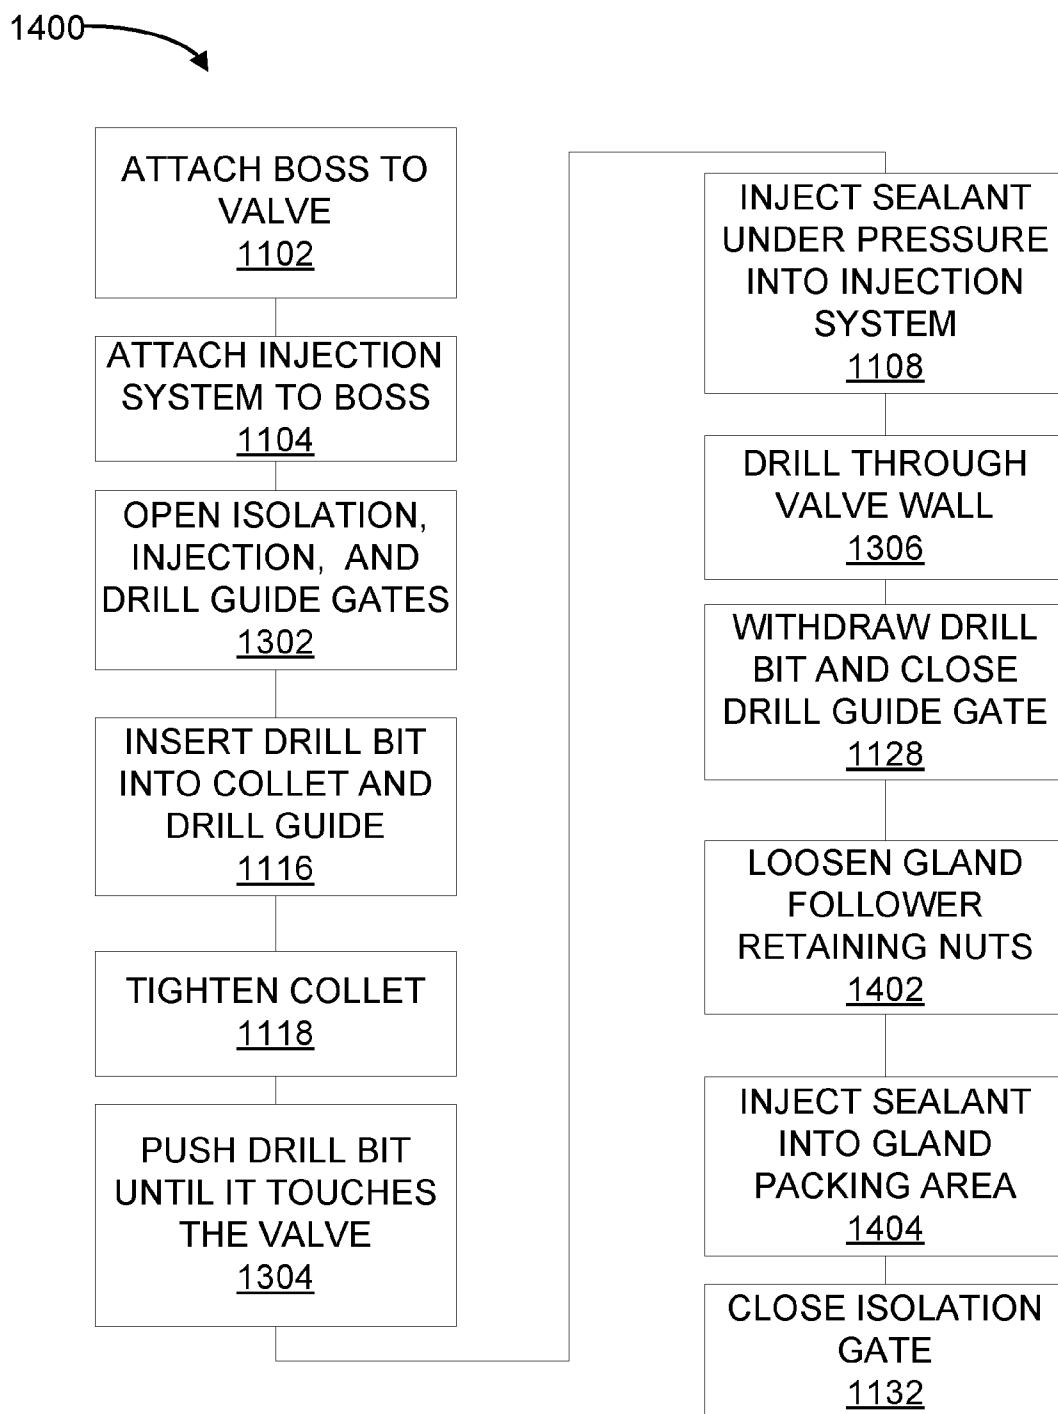 1400
ATTACH BOSS TO
VALVE
1102
ATTACH INJECTION
SYSTEM TO BOSS
1104
OPEN ISOLATION,
INJECTION, AND
DRILL GUIDE GATES
1302
INSERT DRILL BIT
INTO COLLET AND
DRILL GUIDE
1116
TIGHTEN COLLET
1118
PUSH DRILL BIT
UNTIL IT TOUCHES
THE VALVE
1304
INJECT SEALANT
UNDER PRESSURE
INTO INJECTION
SYSTEM
1108
DRILL THROUGH
VALVE WALL
1306
WITHDRAW DRILL
BIT AND CLOSE
DRILL GUIDE GATE
1128
LOOSEN GLAND
FOLLOWER
RETAINING NUTS
1402
INJECT SEALANT
INTO GLAND
PACKING AREA
1404
CLOSE ISOLATION
GATE
1132